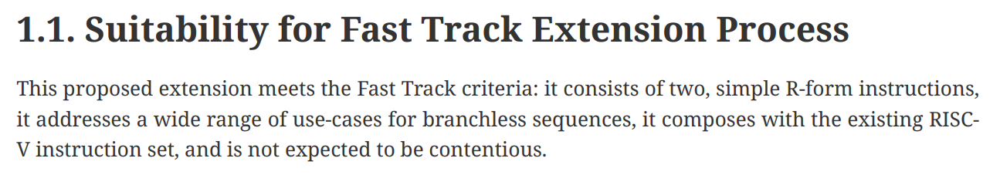 1.1. Suitability for Fast Track Extension Process
This proposed extension meets the Fast Track criteria: it consists of two, simple R-form instructions,
it addresses a wide range of use-cases for branchless sequences, it composes with the existing RISC-
V instruction set, and is not expected to be contentious.